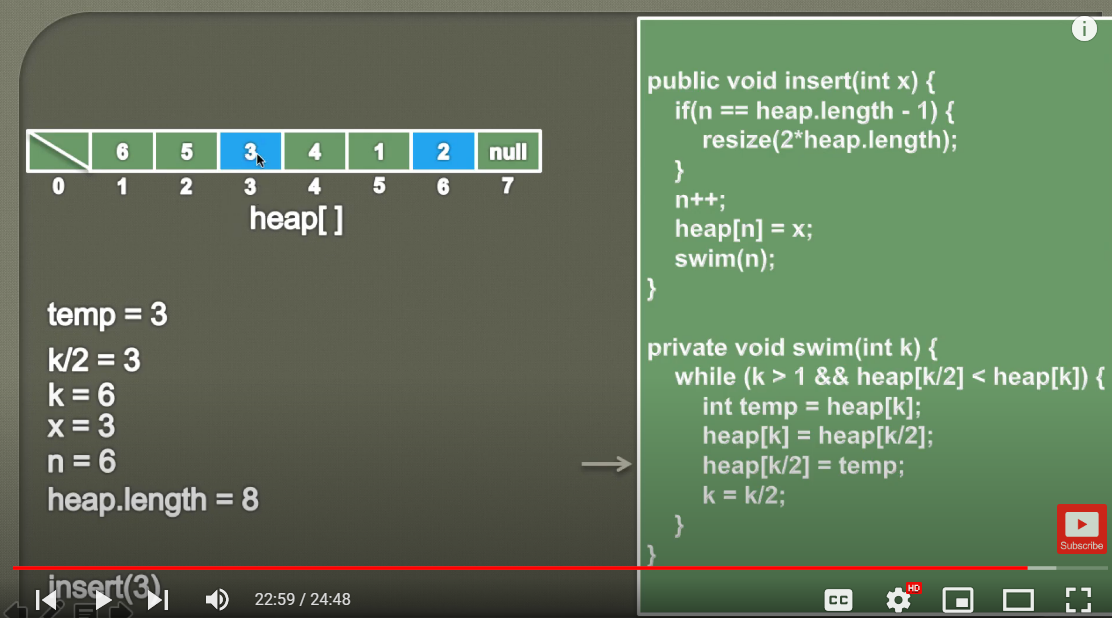 6 5 3 4 1 2 null
0 1 2 3 4 5 6 7
heap[ ]
temp = 3
k/2 = 3
k = 6
x = 3
n = 6
heap.length = 8
insert(3)
public void insert(int x) {
if(n == heap.length - 1) {
resize(2*heap.length);
}
n++;
heap[n] = x;
swim(n);
}
private void swim(int k) {
while (k > 1 && heap[k/2] < heap[k]) {
int temp = heap[k];
heap[k] = heap[k/2];
heap[k/2] = temp;
k = k/2;
}
}
i
Subscribe
22:59 / 24:48
CC
HD